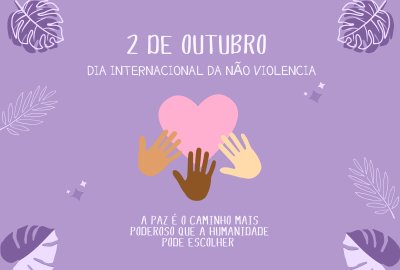 2 DE OUTUBRO
DIA INTERNACIONAL DA NÃO VIOLENCIA
A PAZ É O CAMINHO MAIS
PODEROSO QUE A HUMANIDADE
PODE ESCOLHER